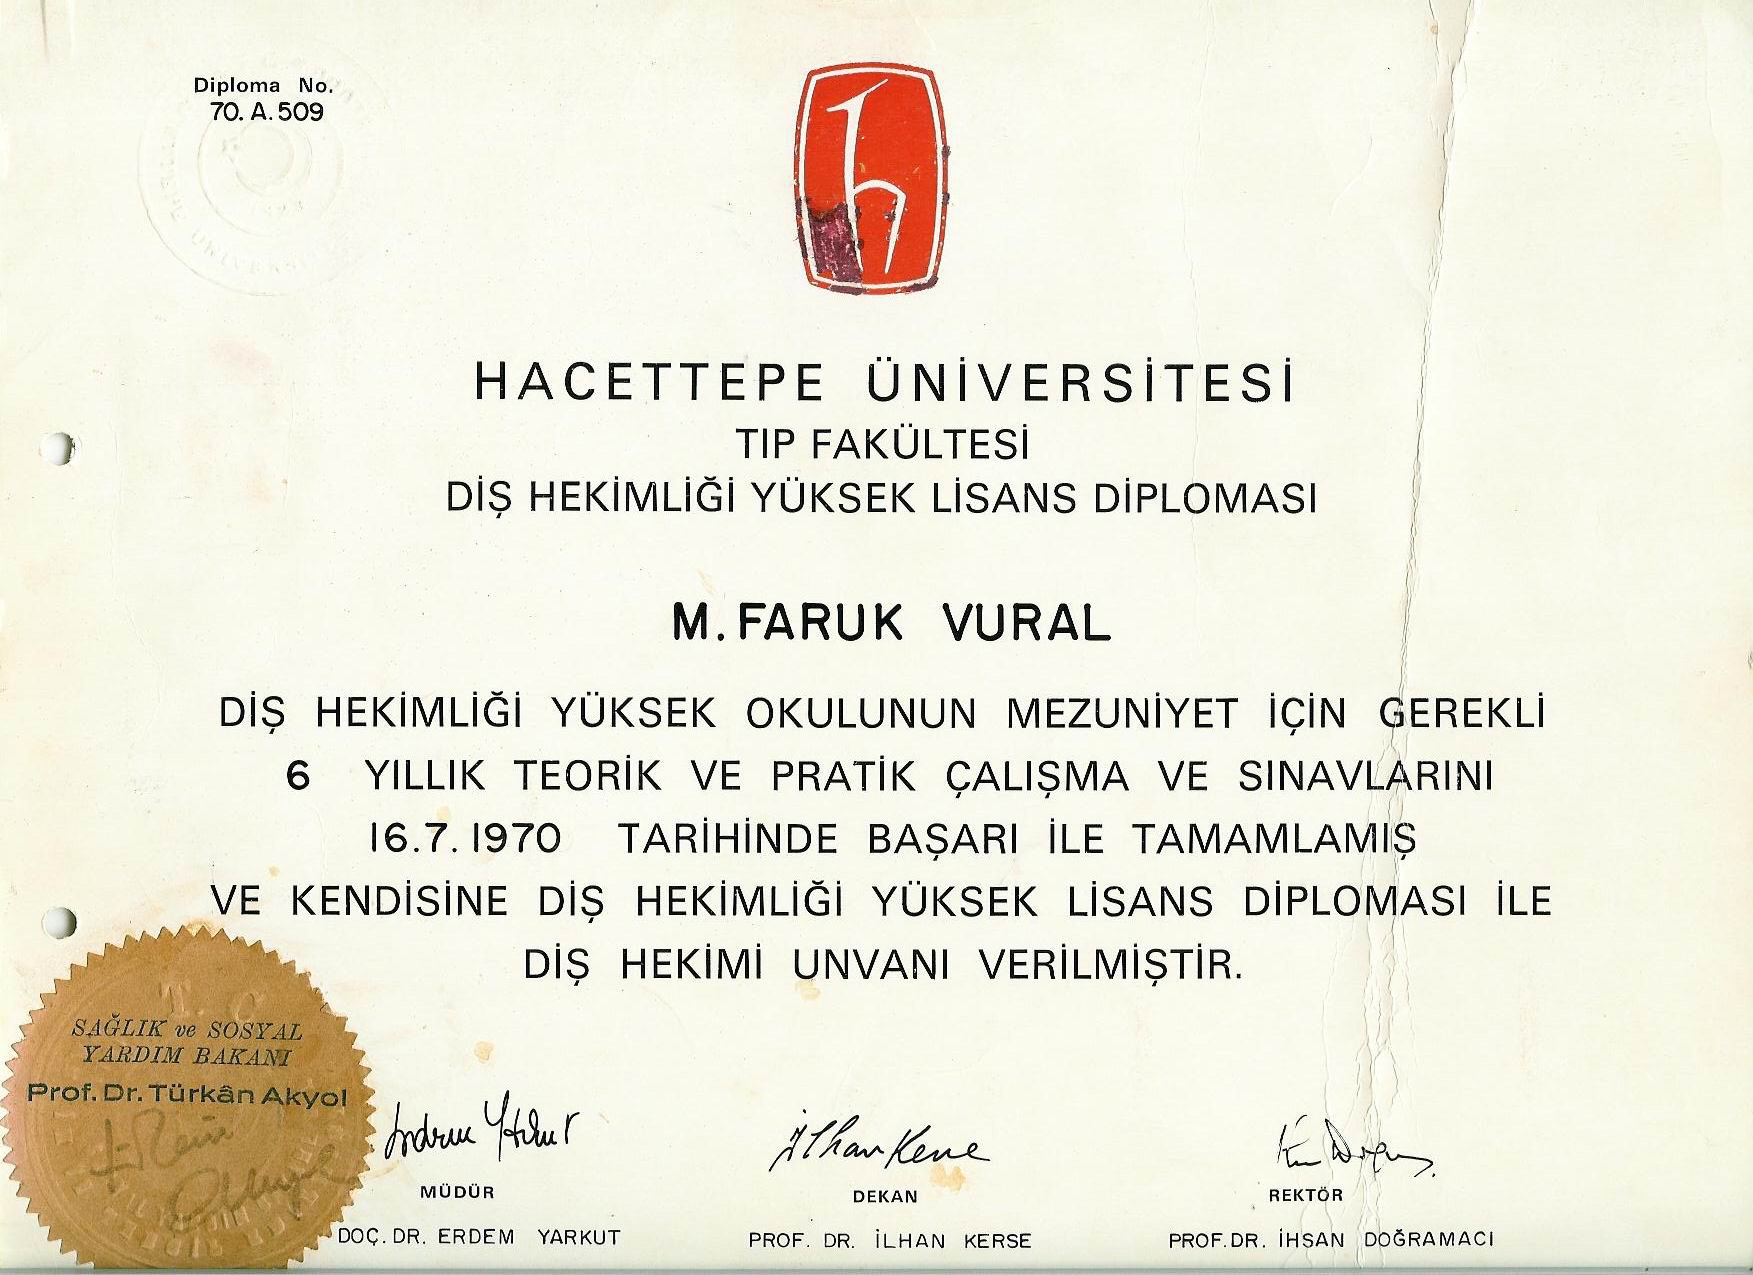 Diploma No.
70. A. 509
HACETTEPE ÜNİVERSİTESİ
TIP FAKÜLTESİ
DİŞ HEKİMLİĞİ YÜKSEK LİSANS DİPLOMASI
M. FARUK VURAL
DİŞ HEKİMLİĞİ YÜKSEK OKULUNUN MEZUNİYET İÇİN GEREKLİ
6 YILLIK TEORİK VE PRATİK ÇALIŞMA VE SINAVLARINI
16.7. 1970 TARİHİNDE BAŞARI İLE TAMAMLAMIŞ
VE KENDİSİNE DİŞ HEKİMLİĞİ YÜKSEK LİSANS DİPLOMASI İLE
DİŞ HEKİMİ UNVANI VERİLMİŞTİR.
T. C
SAĞLIK ve SOSYAL
YARDIM BAKANI
Prof. Dr. Türkân Akyol
MÜDÜR
DOÇ. DR. ERDEM YARKUT
İlhan Kerse
DEKAN
PROF. DR. İLHAN KERSE
REKTÖR
PROF. DR. İHSAN DOĞRAMACI